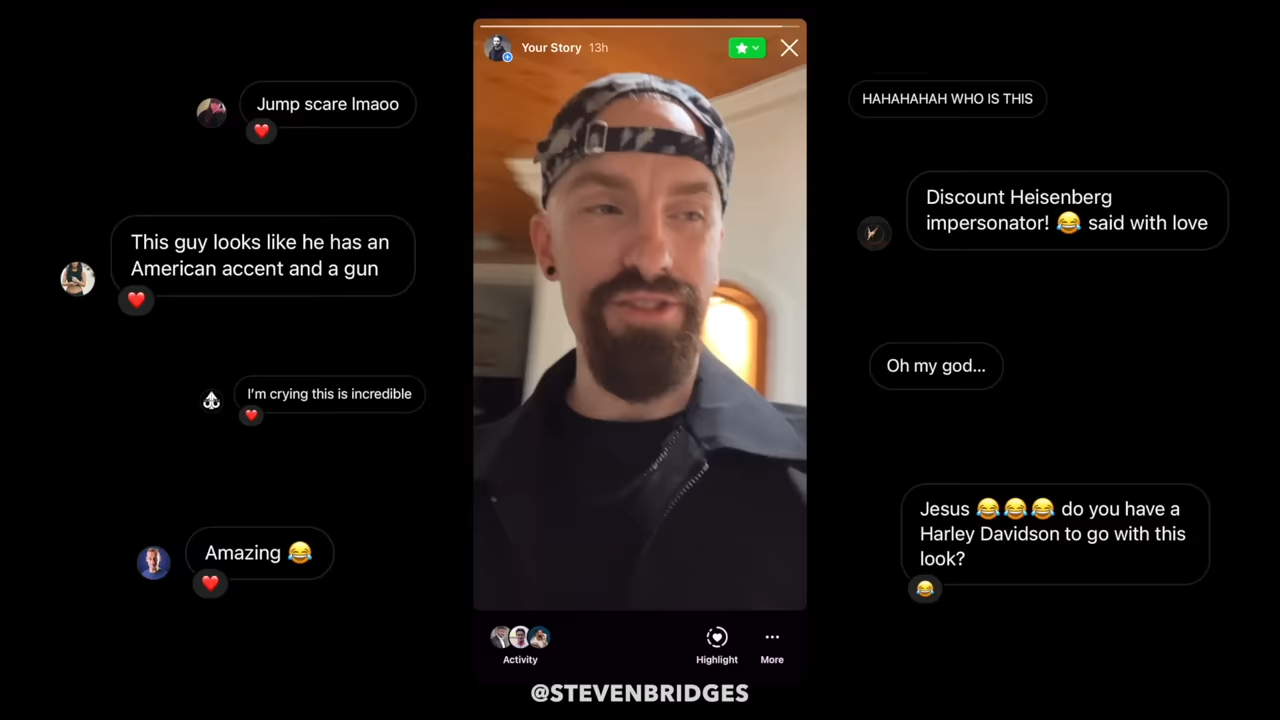 Your Story 13h
Jump scare lmaoo
This guy looks like he has an
American accent and a gun
I'm crying this is incredible
Amazing 😂
HAHAHAHAH WHO IS THIS
Discount Heisenberg
impersonator! 😂 said with love
Oh my god...
Jesus 😂😂😂 do you have a
Harley Davidson to go with this
look?
Activity
Highlight
More
@STEVENBRIDGES